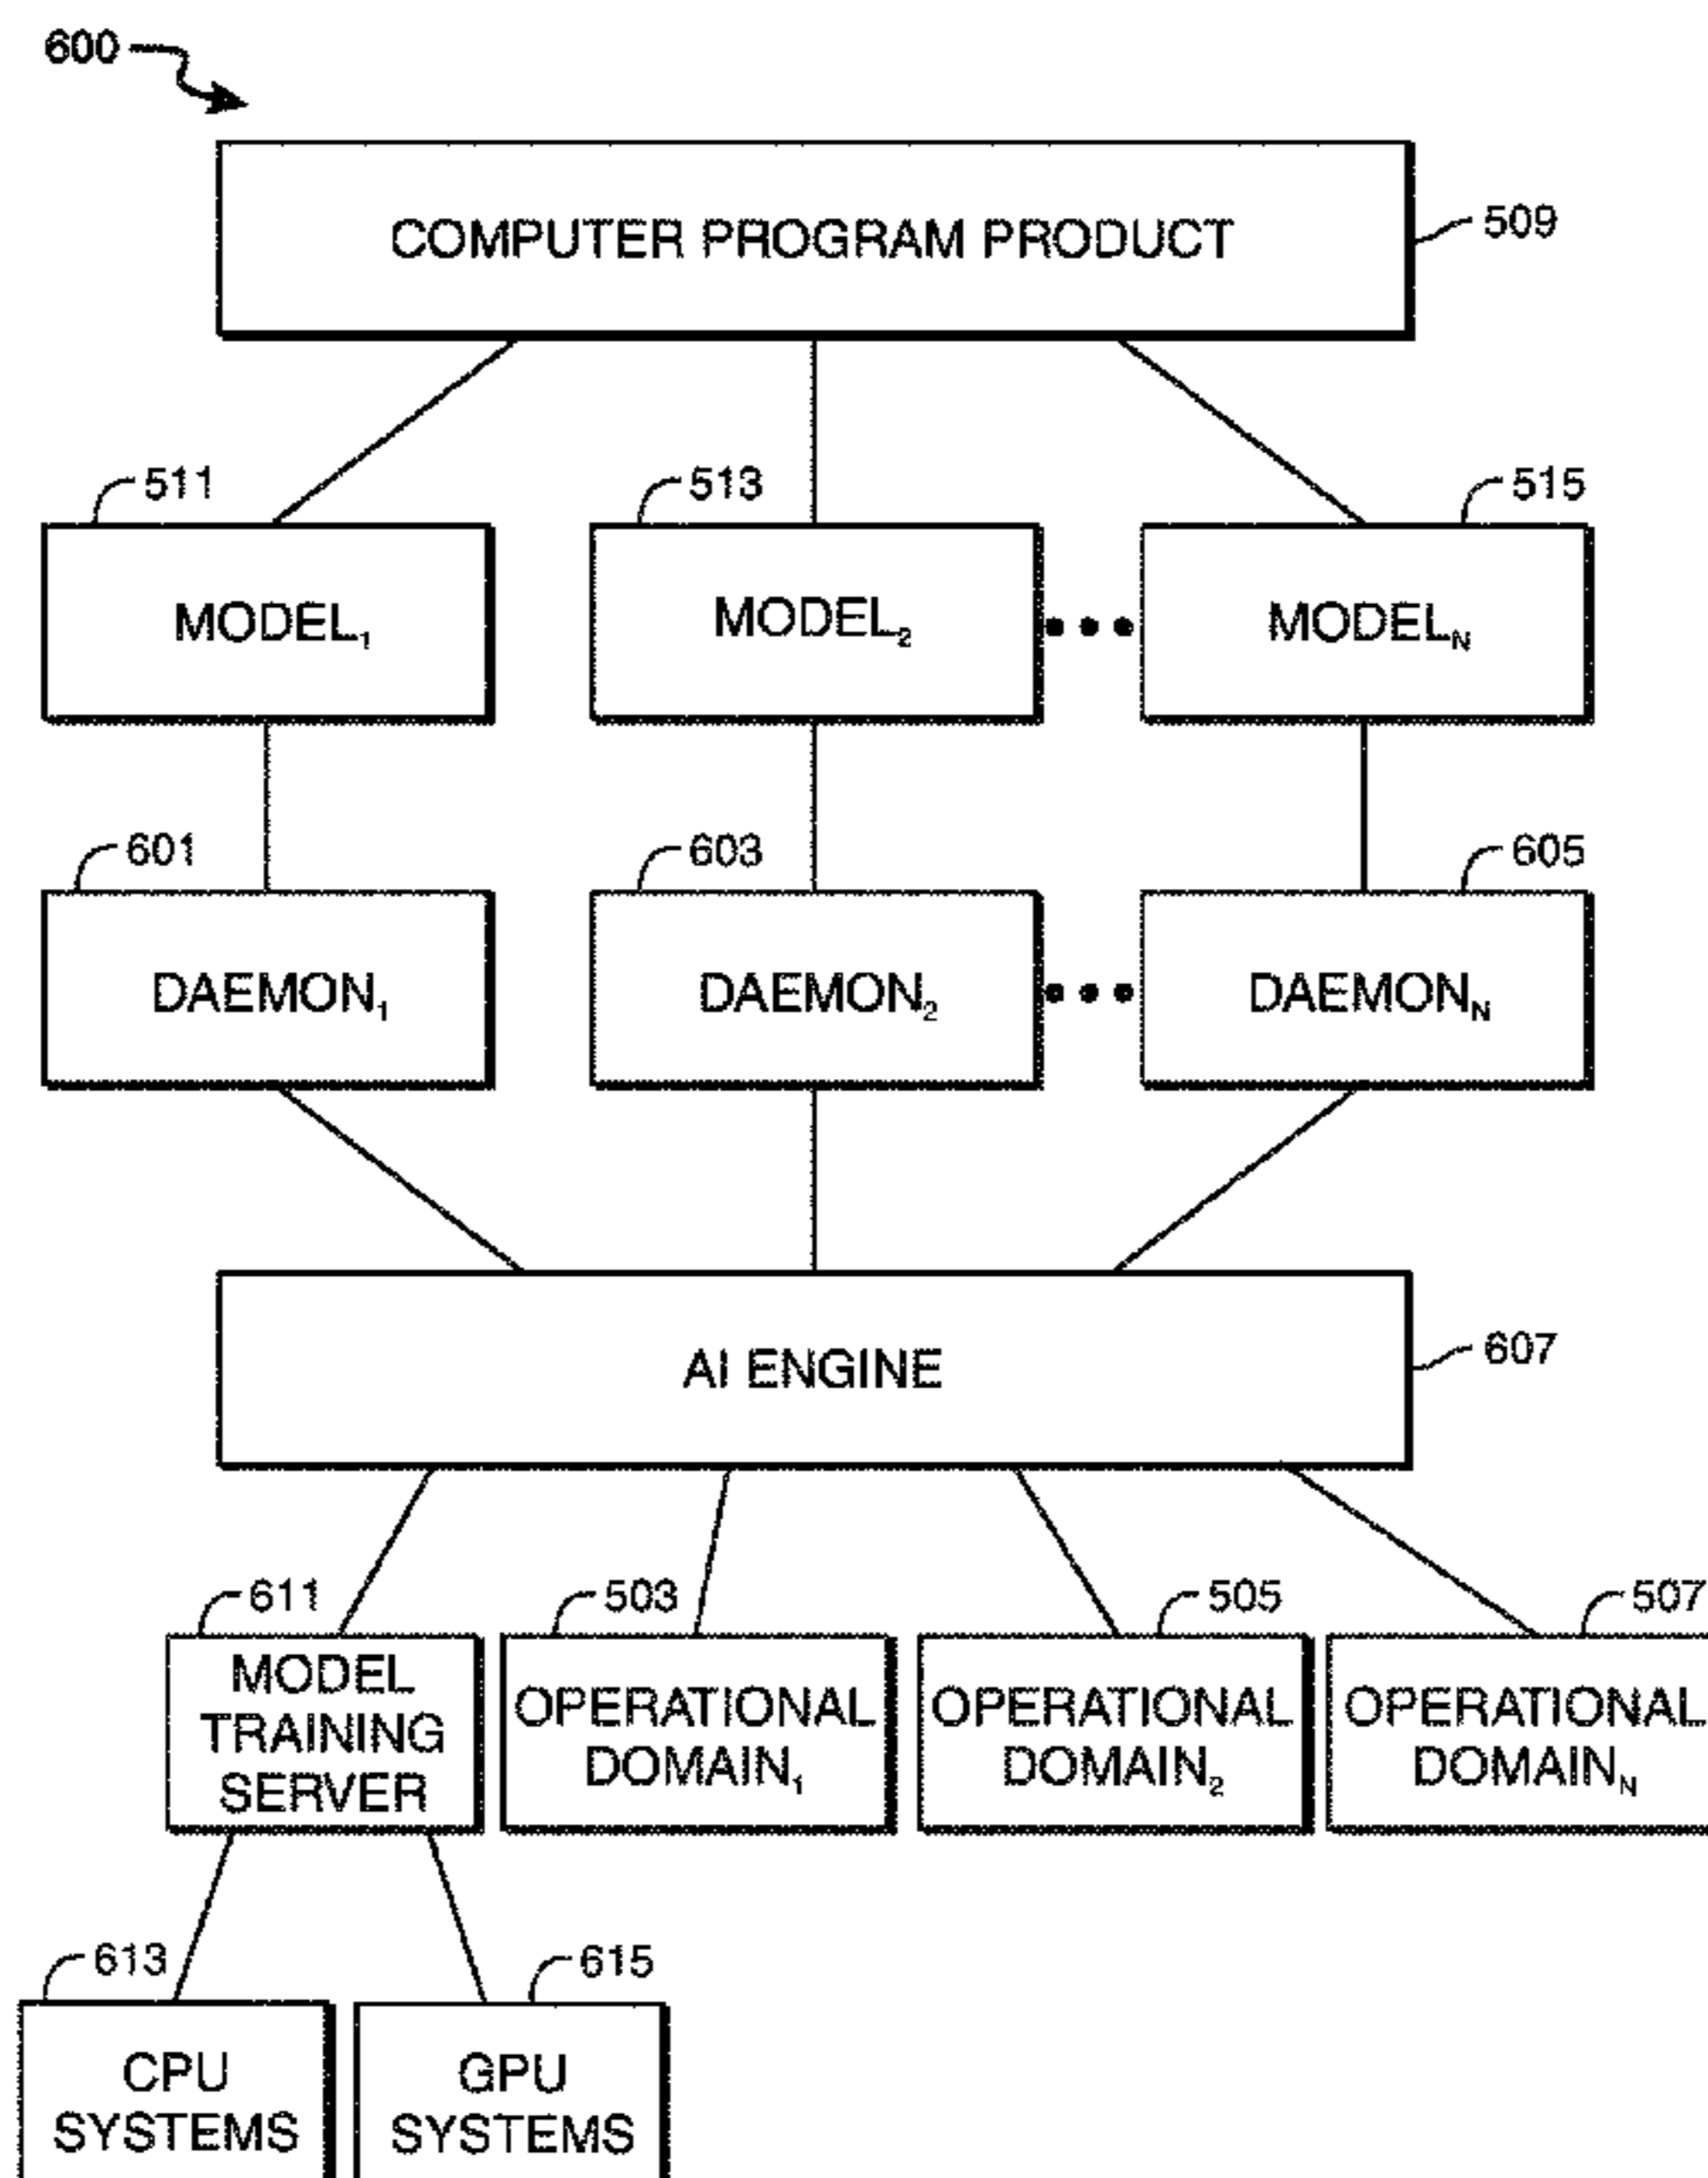 600
COMPUTER PROGRAM PRODUCT
509
511
513
515
MODEL₁
MODEL₂
MODELN
601
603
605
DAEMON₁
DAEMON₂
DAEMONN
AI ENGINE
607
611
503
505
507
MODEL
TRAINING
SERVER
OPERATIONAL
DOMAIN₁
OPERATIONAL
DOMAIN₂
OPERATIONAL
DOMAINN
613
615
CPU
SYSTEMS
GPU
SYSTEMS